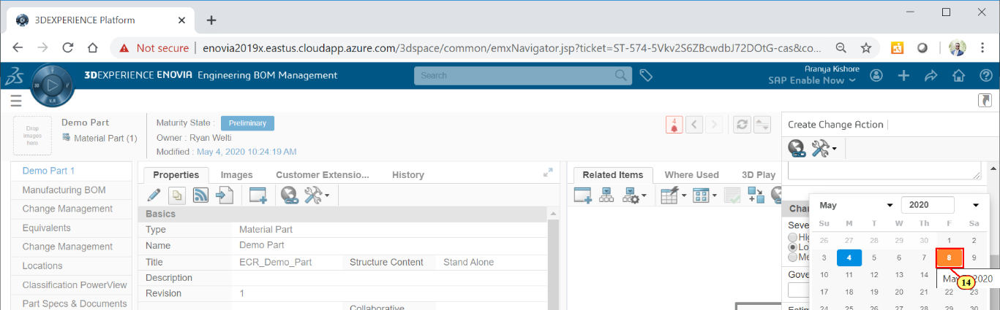 3DEXPERIENCE Platform
Not secure | enovia2019x.eastus.cloudapp.azure.com/3dspace/common/emxNavigator.jsp?ticket=ST-574-5Vkv2S6ZBcwdbJ72DOtG-cas&co...
3DEXPERIENCE ENOVIA Engineering BOM Management
Search
Aranya Kishore
SAP Enable Now
Drop images here
Demo Part
Material Part (1)
Maturity State : Preliminary
Owner : Ryan Welti
Modified : May 4, 2020 10:24:19 AM
4
Create Change Action
Demo Part 1
Manufacturing BOM
Change Management
Equivalents
Change Management
Locations
Classification PowerView
Part Specs & Documents
Properties Images Customer Extensio... History
Basics
Type Material Part
Name Demo Part
Title ECR_Demo_Part Structure Content Stand Alone
Description
Revision 1
Collaborative
Related Items Where Used 3D Play
Chan
Seve
Hig
Lo
Me
Gove
Estim
May 2020
Su M T W Th F Sa
26 27 28 29 30 1 2
3 4 5 6 7 8 9
10 11 12 13 14
17 18 19 20 21 22 23
24 25 26 27 28 29 30
May 2020
14